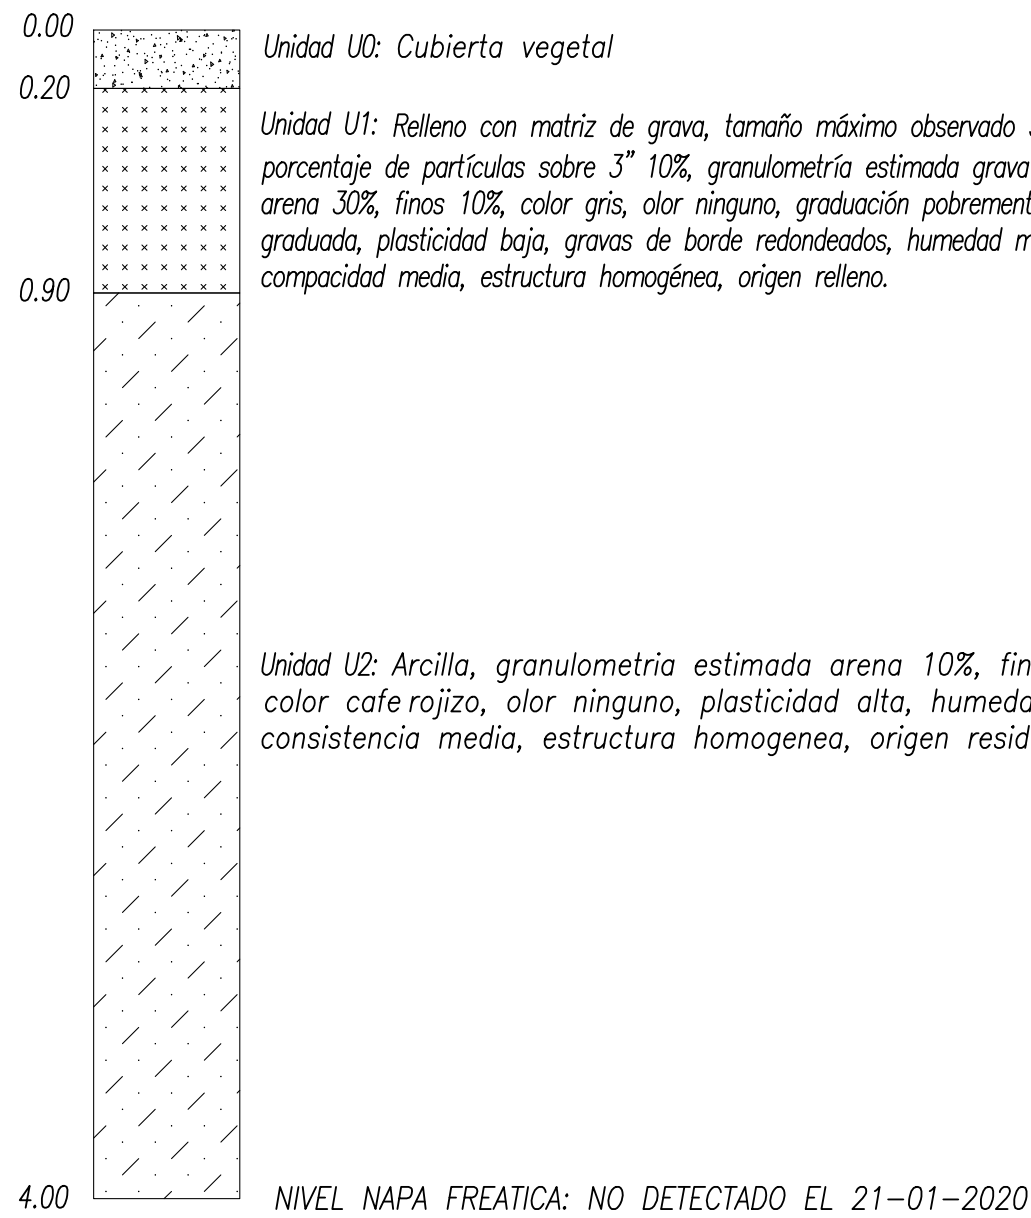 0.00
Unidad U0: Cubierta vegetal
0.20
Unidad U1: Relleno con matriz de grava, tamaño máximo observado
porcentaje de partículas sobre 3” 10%, granulometría estimada grava
arena 30%, finos 10%, color gris, olor ninguno, graduación
graduada, plasticidad baja, gravas de borde redondeados, humedad
0.90
compacidad media, estructura homogénea, origen relleno.
Unidad U2: Arcilla, granulometria estimada arena 10%,
color cafe rojizo, olor ninguno, plasticidad alta,
consistencia media, estructura homogenea, origen
4.00
NIVEL NAPA FREATICA: NO DETECTADO EL 21-01-2020